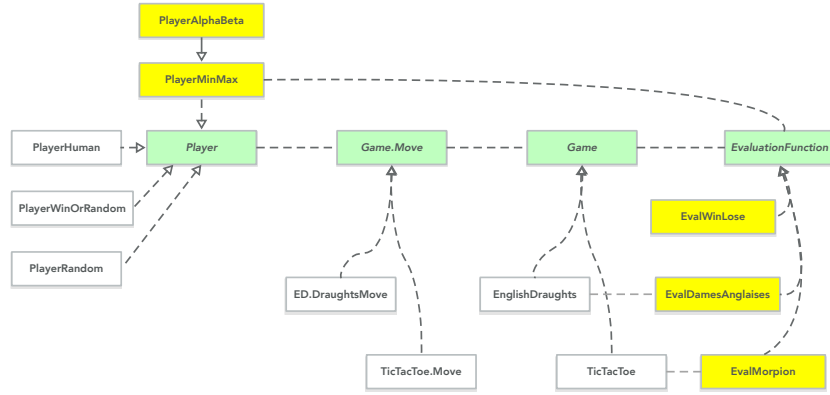 PlayerAlphaBeta
PlayerMinMax
PlayerHuman
Player
Game.Move
Game
EvaluationFunction
PlayerWinOrRandom
EvalWinLose
PlayerRandom
ED.DraughtsMove
EnglishDraughts
EvalDamesAnglaises
TicTacToe.Move
TicTacToe
EvalMorpion